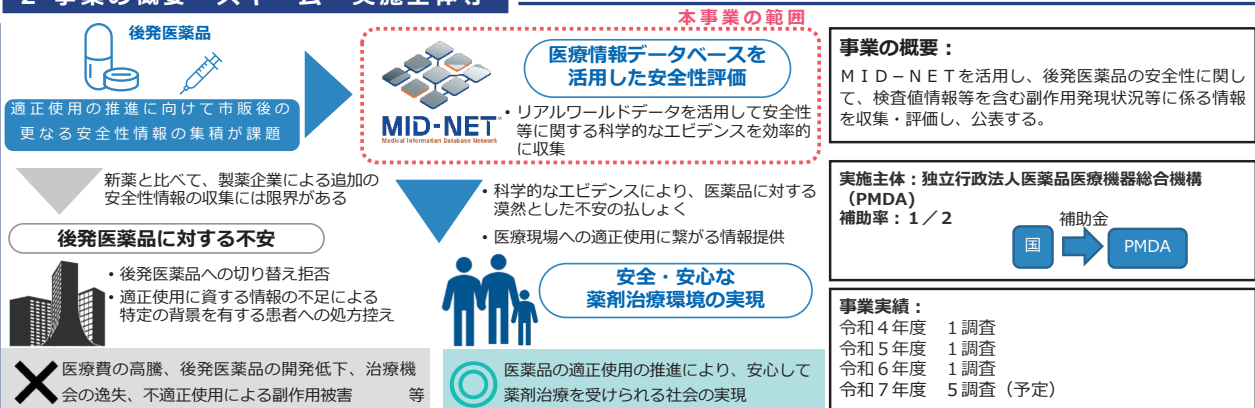 2 事業の概要・スキーム・実施主体等
本事業の範囲
後発医薬品
適正使用の推進に向けて市販後の
更なる安全性情報の集積が課題
MID-NET
Medical Information Database Network
医療情報データベースを
活用した安全性評価
・リアルワールドデータを活用して安全性
等に関する科学的なエビデンスを効率的
に収集
新薬と比べて、製薬企業による追加の
安全性情報の収集には限界がある
後発医薬品に対する不安
・後発医薬品への切り替え拒否
・適正使用に資する情報の不足による
特定の背景を有する患者への処方控え
医療費の高騰、後発医薬品の開発低下、治療機
会の逸失、不適正使用による副作用被害 等
・科学的なエビデンスにより、医薬品に対する
漠然とした不安の払しょく
・医療現場への適正使用に繋がる情報提供
安全・安心な
薬剤治療環境の実現
医薬品の適正使用の推進により、安心して
薬剤治療を受けられる社会の実現
事業の概要：
ＭＩＤ－ＮＥＴを活用し、後発医薬品の安全性に関し
て、検査値情報等を含む副作用発現状況等に係る情報
を収集・評価し、公表する。
実施主体：独立行政法人医薬品医療機器総合機構
（PMDA)
補助率：１／２
補助金
国
PMDA
事業実績：
令和４年度 １調査
令和５年度 １調査
令和６年度 １調査
令和７年度 ５調査（予定）